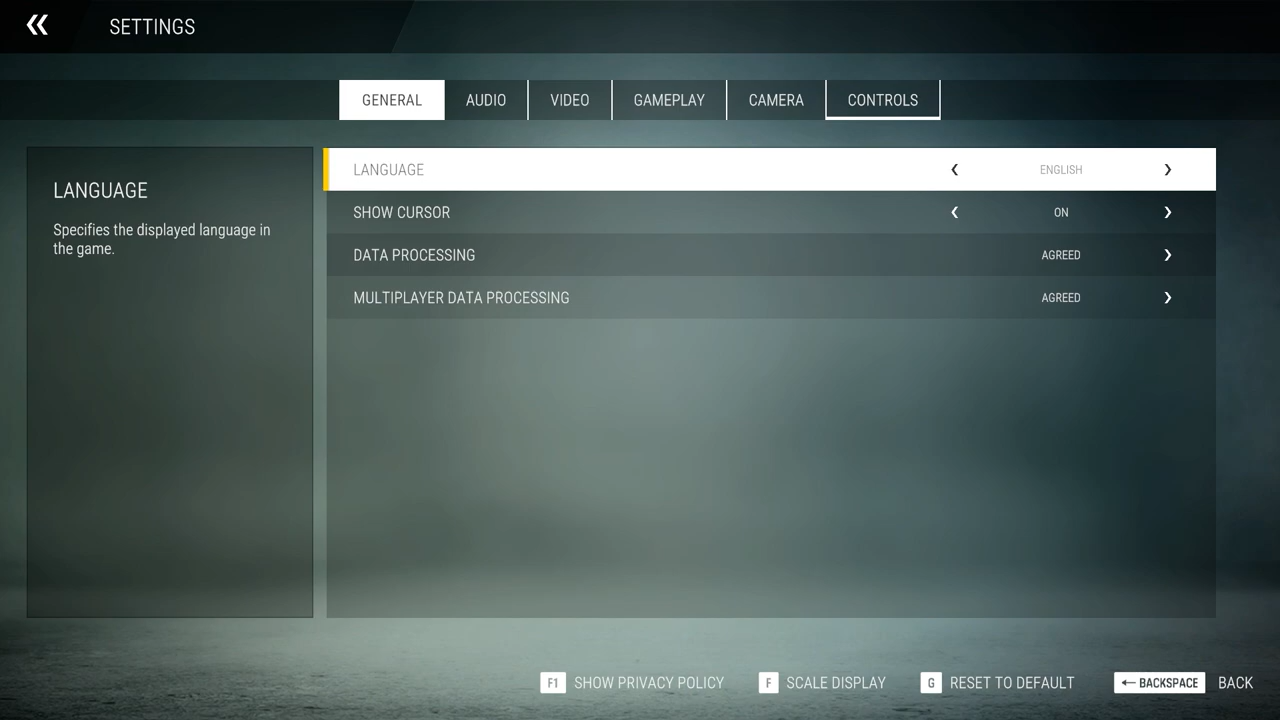 SETTINGS
GENERAL AUDIO VIDEO GAMEPLAY CAMERA CONTROLS
LANGUAGE
Specifies the displayed language in
the game.
LANGUAGE ENGLISH
SHOW CURSOR ON
DATA PROCESSING AGREED
MULTIPLAYER DATA PROCESSING AGREED
F1 SHOW PRIVACY POLICY F SCALE DISPLAY G RESET TO DEFAULT ← BACKSPACE BACK